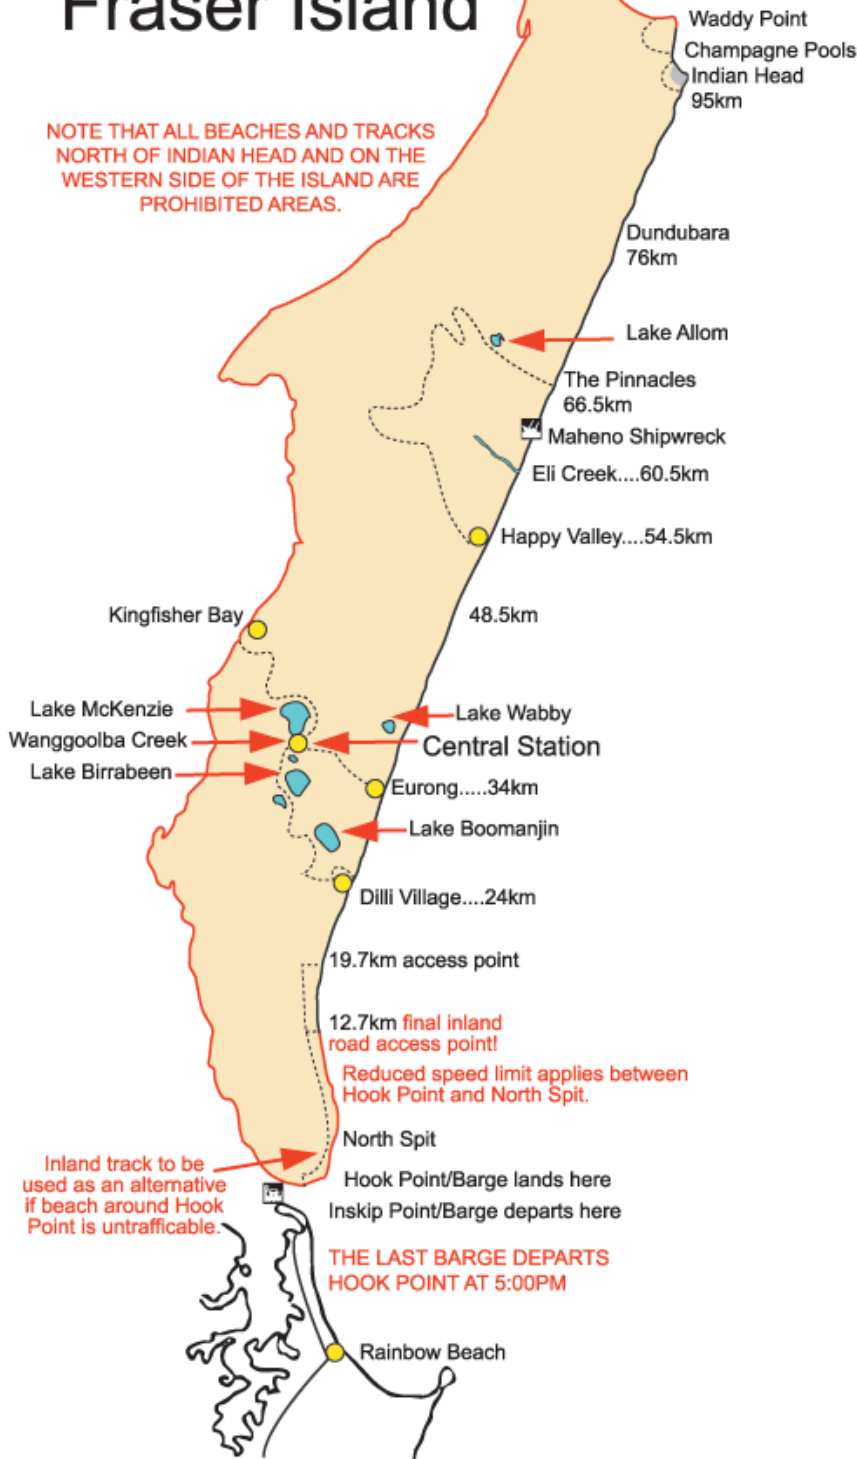 Fraser Island
Waddy Point
Champagne Pools
Indian Head
95km
NOTE THAT ALL BEACHES AND TRACKS
NORTH OF INDIAN HEAD AND ON THE
WESTERN SIDE OF THE ISLAND ARE
PROHIBITED AREAS.
Dundubara
76km
Lake Allom
The Pinnacles
66.5km
Maheno Shipwreck
Eli Creek....60.5km
Happy Valley....54.5km
Kingfisher Bay
48.5km
Lake McKenzie
Lake Wabby
Wanggoolba Creek
Central Station
Lake Birrabeen
Eurong.....34km
Lake Boomanjin
Dilli Village....24km
19.7km access point
12.7km final inland
road access point!
Reduced speed limit applies between
Hook Point and North Spit.
North Spit
Inland track to be
used as an alternative
if beach around Hook
Point is untrafficable.
Hook Point/Barge lands here
Inskip Point/Barge departs here
THE LAST BARGE DEPARTS
HOOK POINT AT 5:00PM
Rainbow Beach